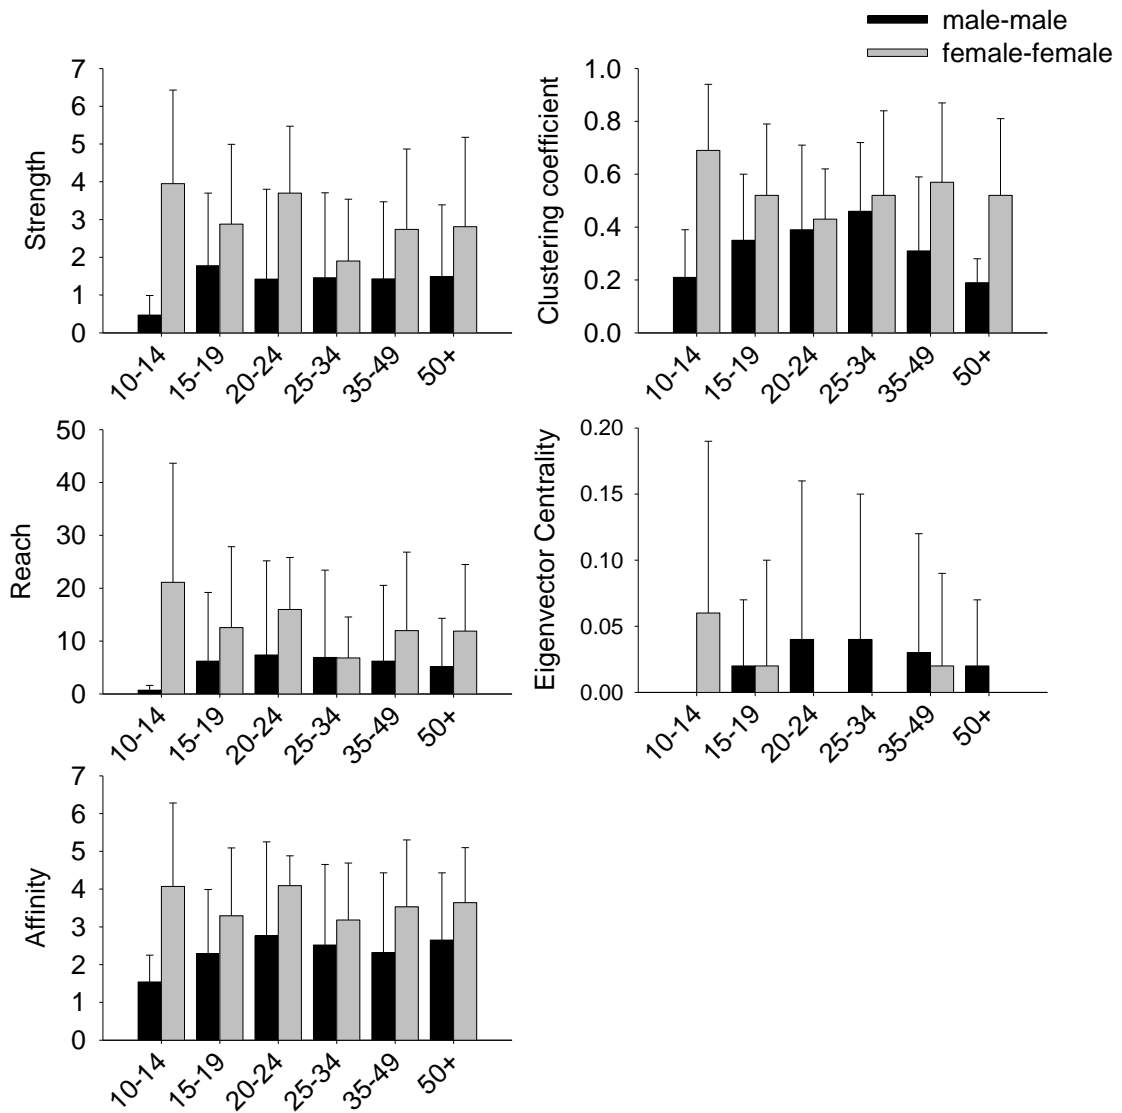 male-male
female-female
Strength
7
6
5
4
3
2
1
0
10-14 15-19 20-24 25-34 35-49 50+
Clustering coefficient
1.0
0.8
0.6
0.4
0.2
0.0
10-14 15-19 20-24 25-34 35-49 50+
Reach
50
40
30
20
10
0
10-14 15-19 20-24 25-34 35-49 50+
Eigenvector Centrality
0.20
0.15
0.10
0.05
0.00
10-14 15-19 20-24 25-34 35-49 50+
Affinity
7
6
5
4
3
2
1
0
10-14 15-19 20-24 25-34 35-49 50+